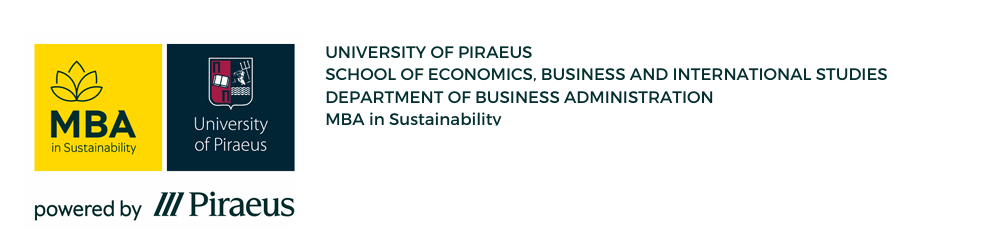 MBA
in Sustainability
University
of Piraeus
powered by Piraeus
UNIVERSITY OF PIRAEUS
SCHOOL OF ECONOMICS, BUSINESS AND INTERNATIONAL STUDIES
DEPARTMENT OF BUSINESS ADMINISTRATION
MBA in Sustainability